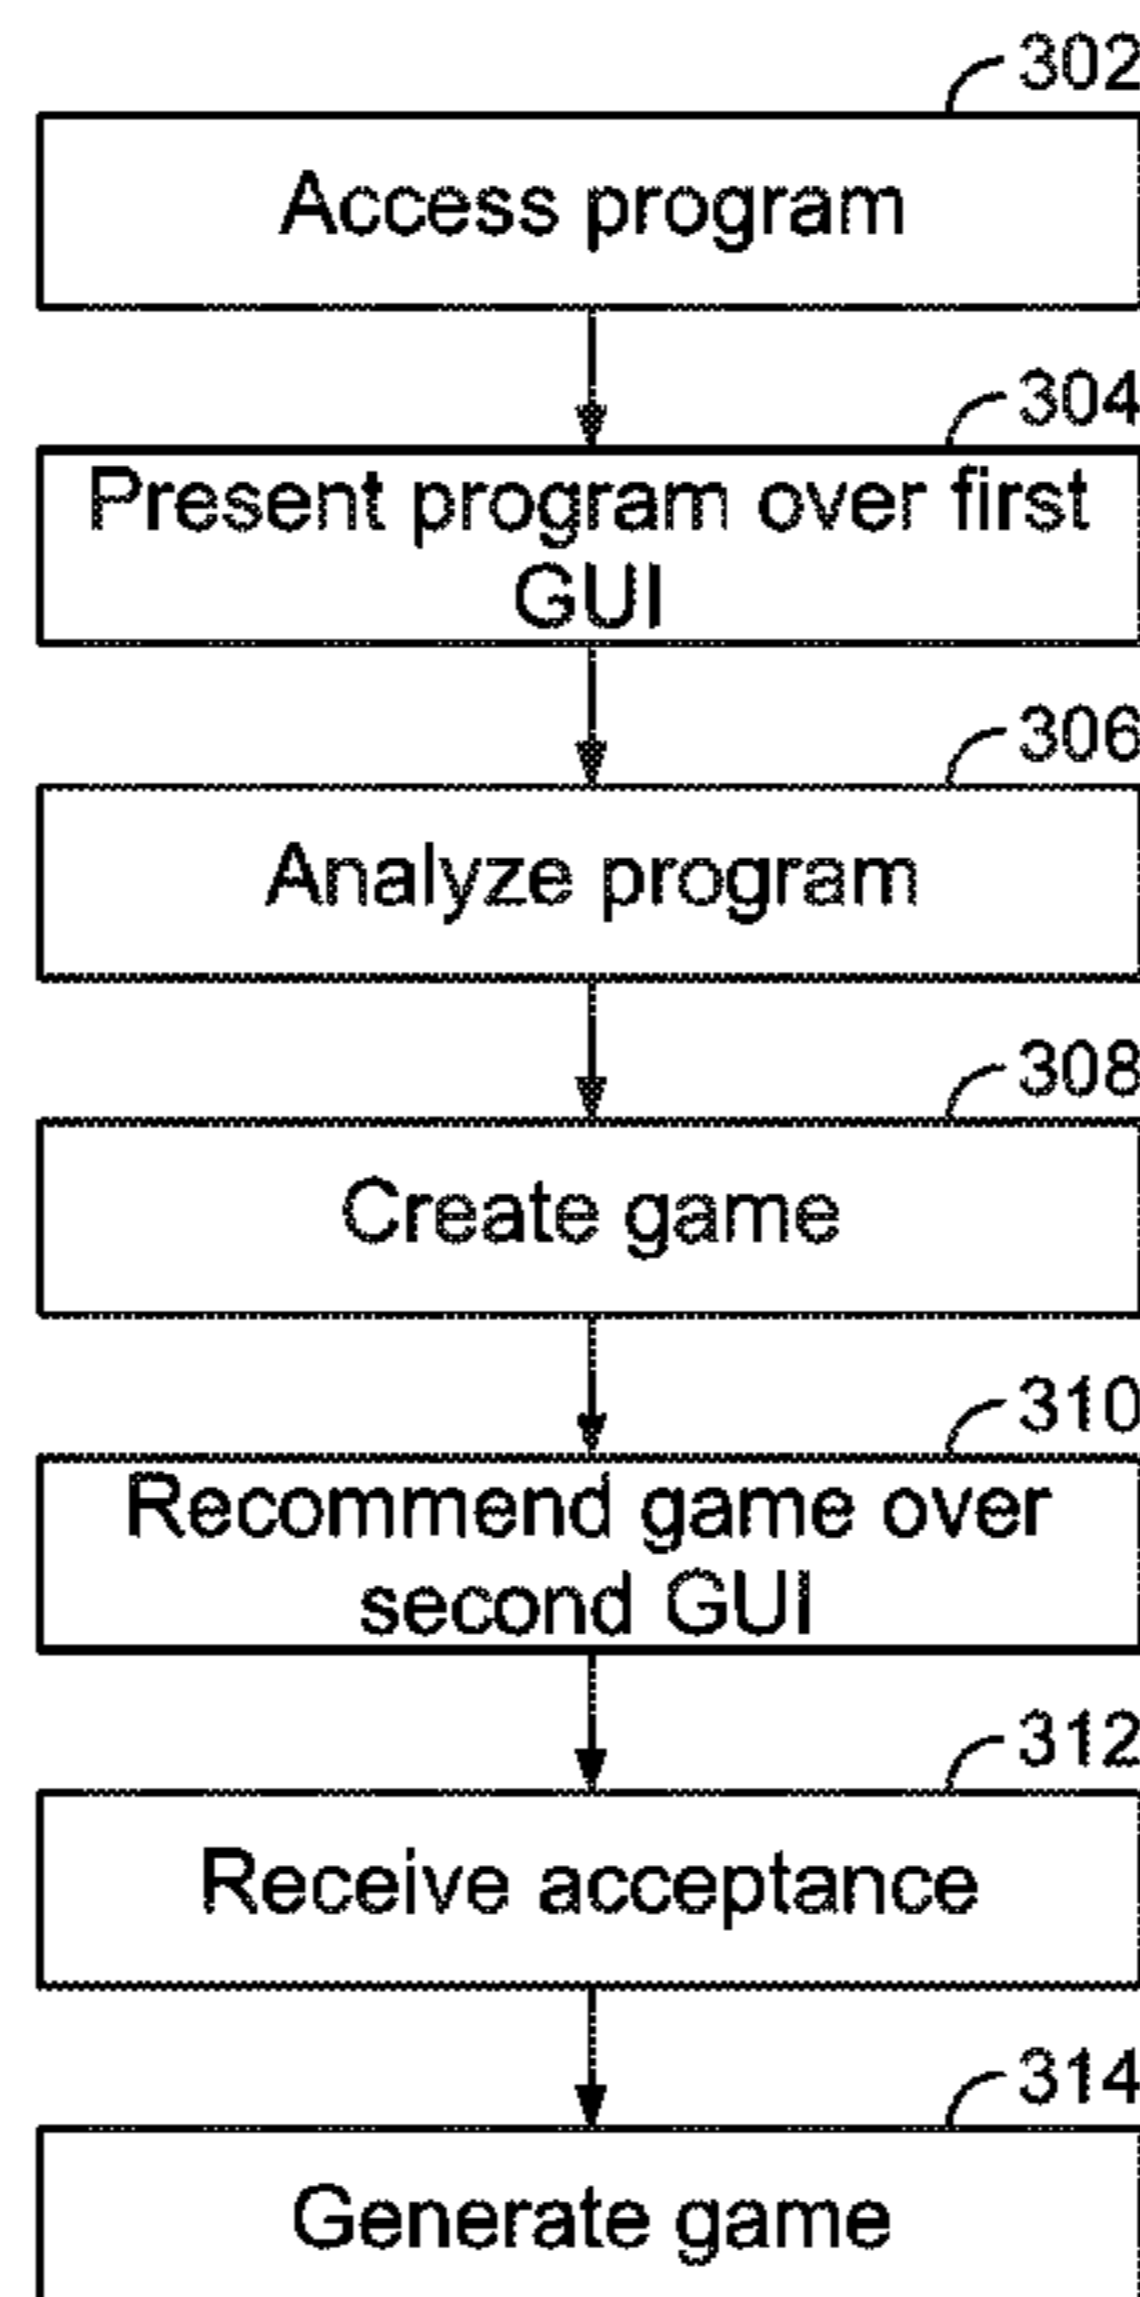 302
Access program
304
Present program over first
GUI
306
Analyze program
308
Create game
310
Recommend game over
second GUI
312
Receive acceptance
314
Generate game